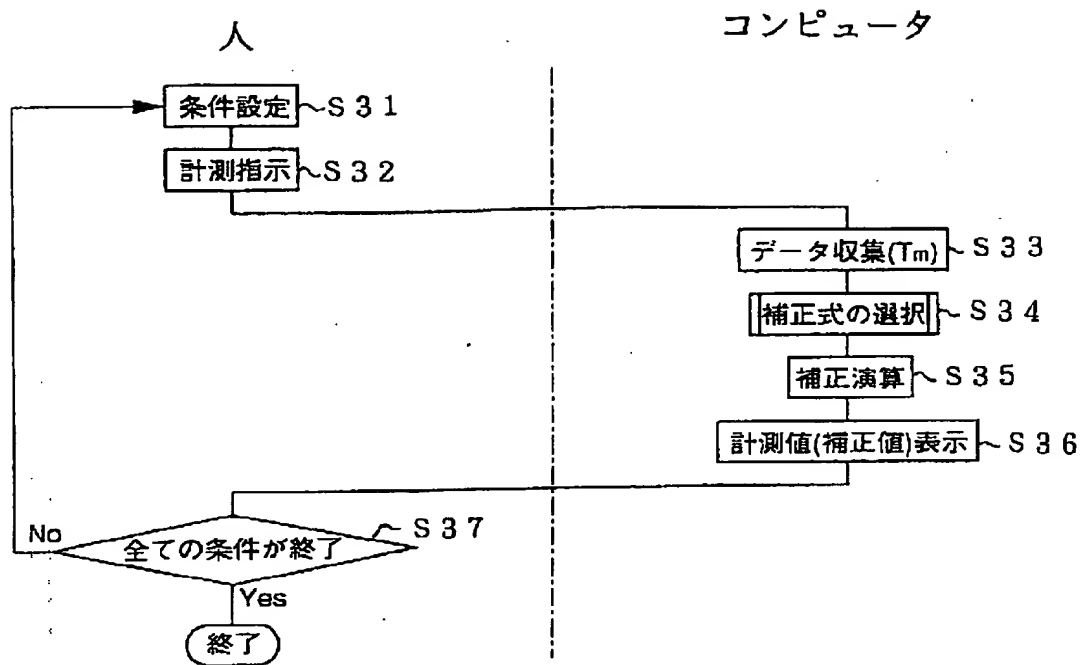 人
コンピュータ
条件設定 S31
計測指示 S32
データ収集(Tm) S33
補正式の選択 S34
補正演算 S35
計測値(補正値)表示 S36
全ての条件が終了 S37
No
Yes
終了